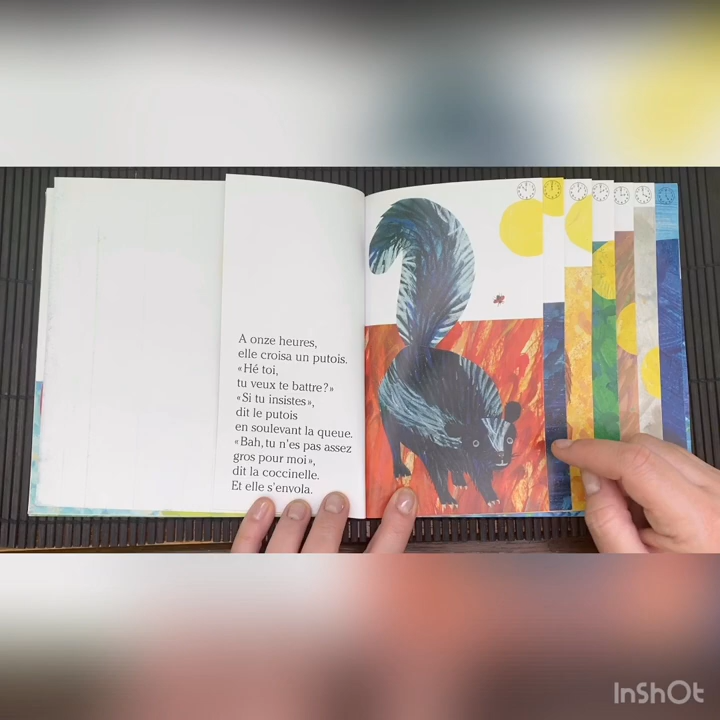 A onze heures,
elle croisa un putois.
«Hé toi,
tu veux te battre?»
«Si tu insistes»,
dit le putois
en soulevant la queue.
«Bah, tu n'es pas assez
gros pour moi»,
dit la coccinelle.
Et elle s'envola.
InShOt